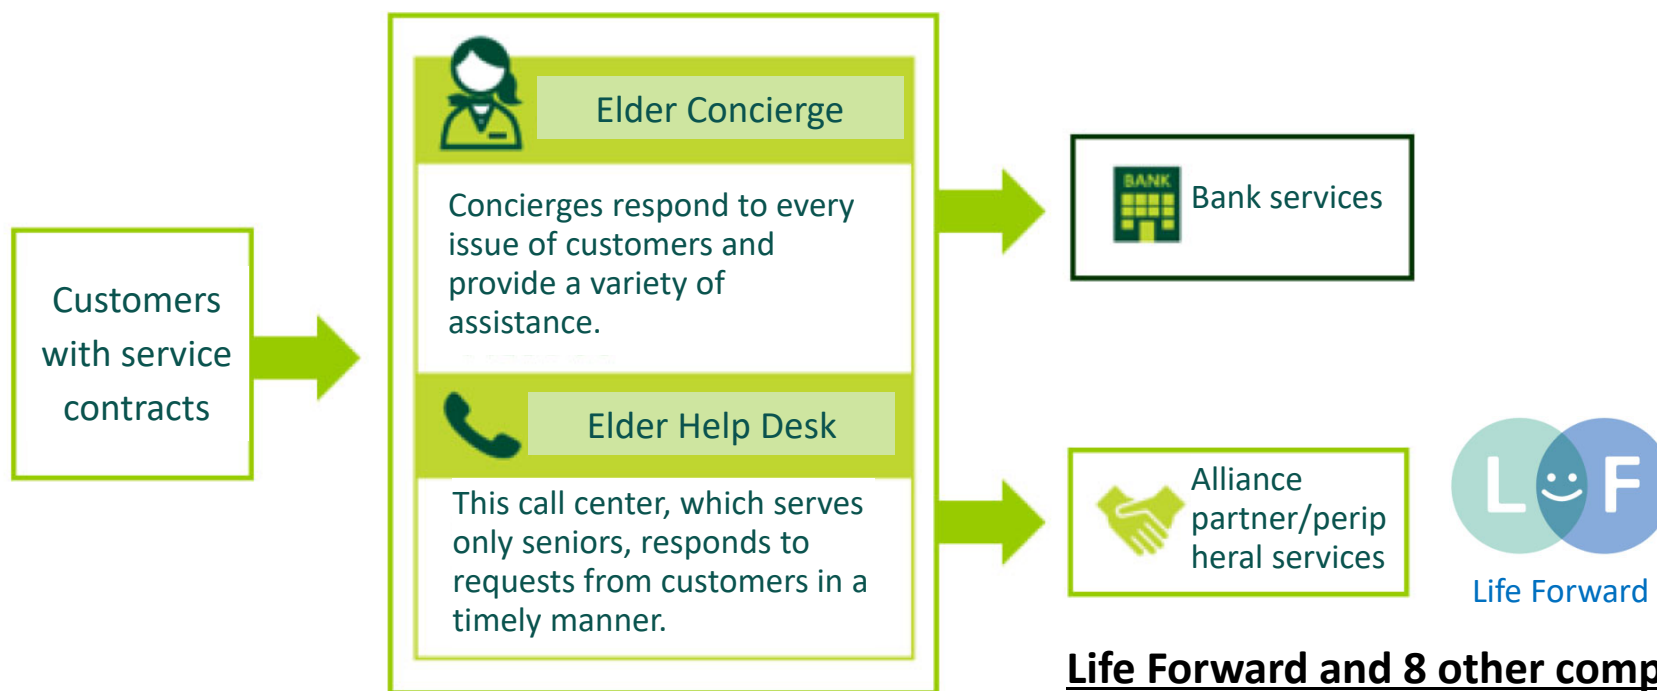 Customers
with service
contracts
Elder Concierge
Concierges respond to every
issue of customers and
provide a variety of
assistance.
Elder Help Desk
This call center, which serves
only seniors, responds to
requests from customers in a
timely manner.
BANK
Bank services
Alliance
partner/perip
heral services
L F
Life Forward
Life Forward and 8 other comp